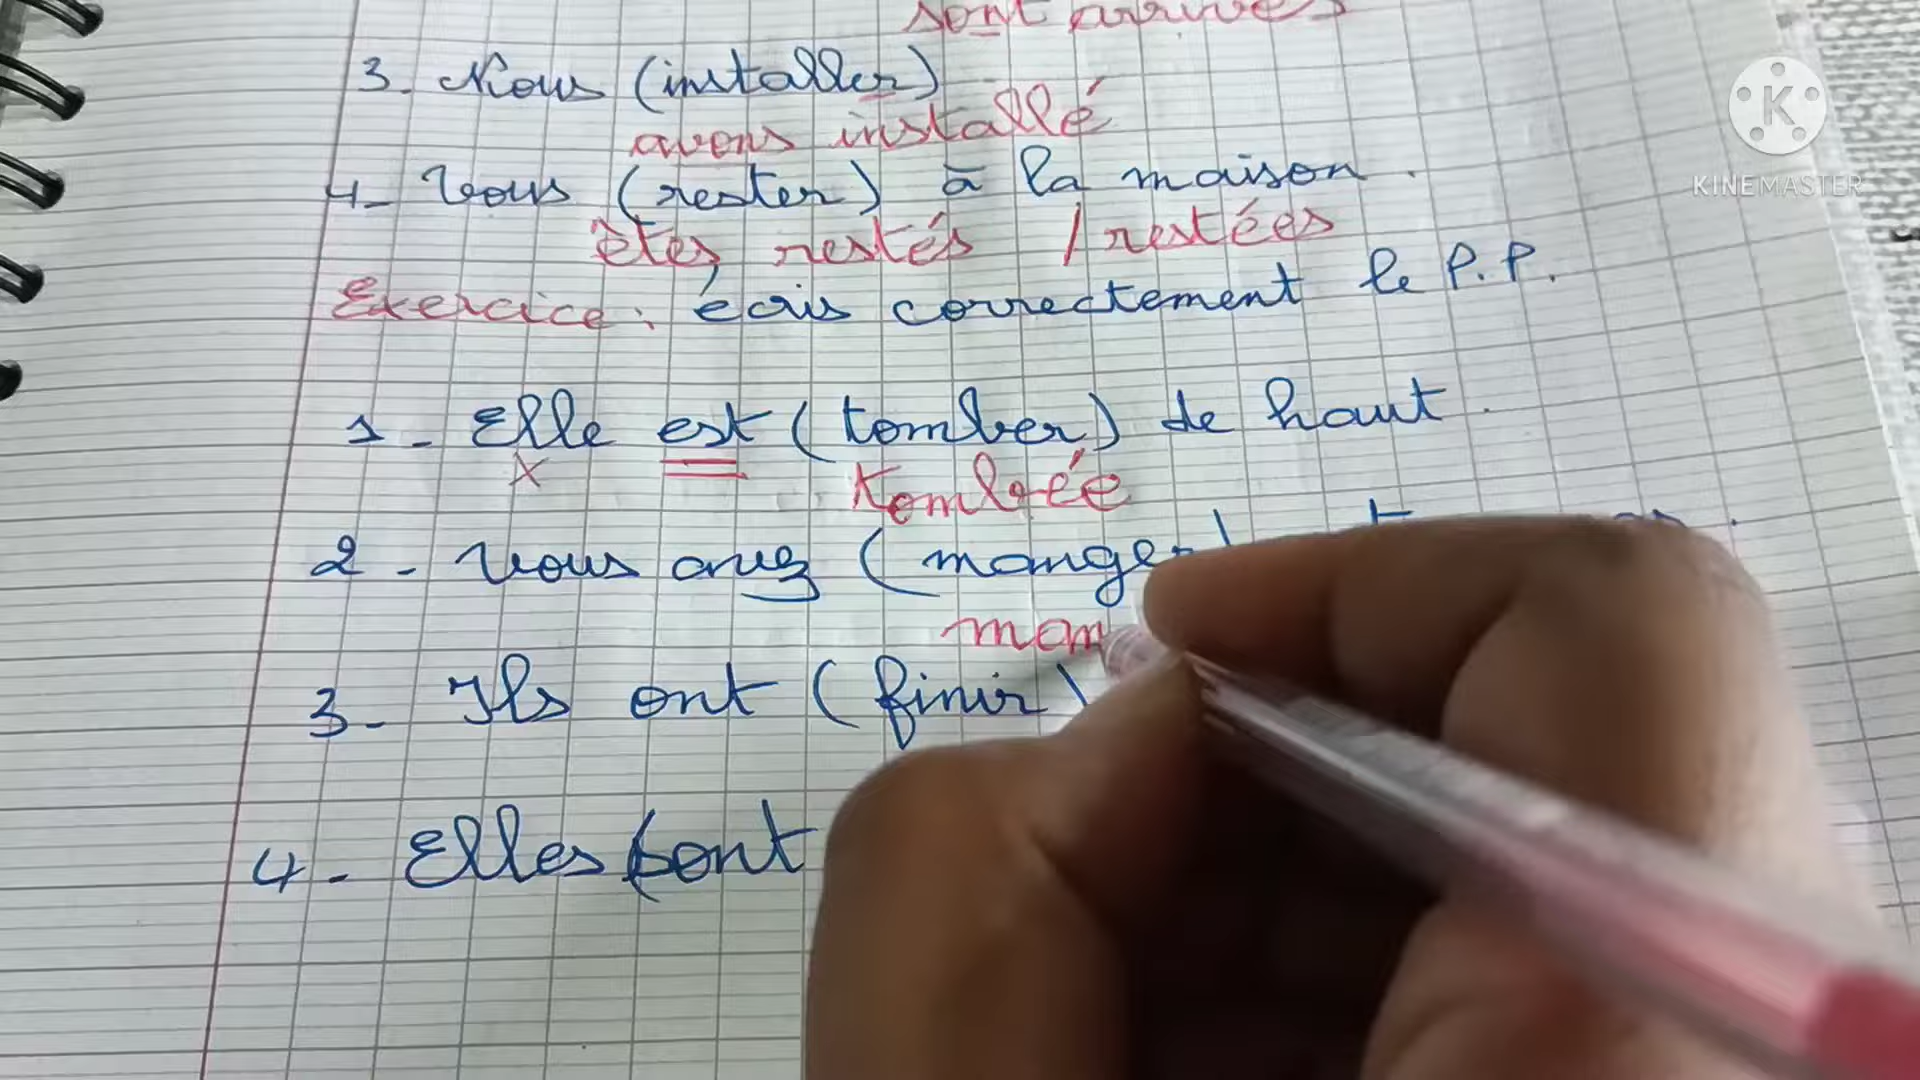 sont arrivés
3. Nous (installer)
avons installé
4- Vous (rester) à la maison.
êtes restés / restées
Exercice: écris correctement le P.P.
1- Elle est (tomber) de haut.
x
tombée
2- Vous avez (manger)
man
3- Ils ont (finir)
4- Elles (sont
K
KINEMASTER